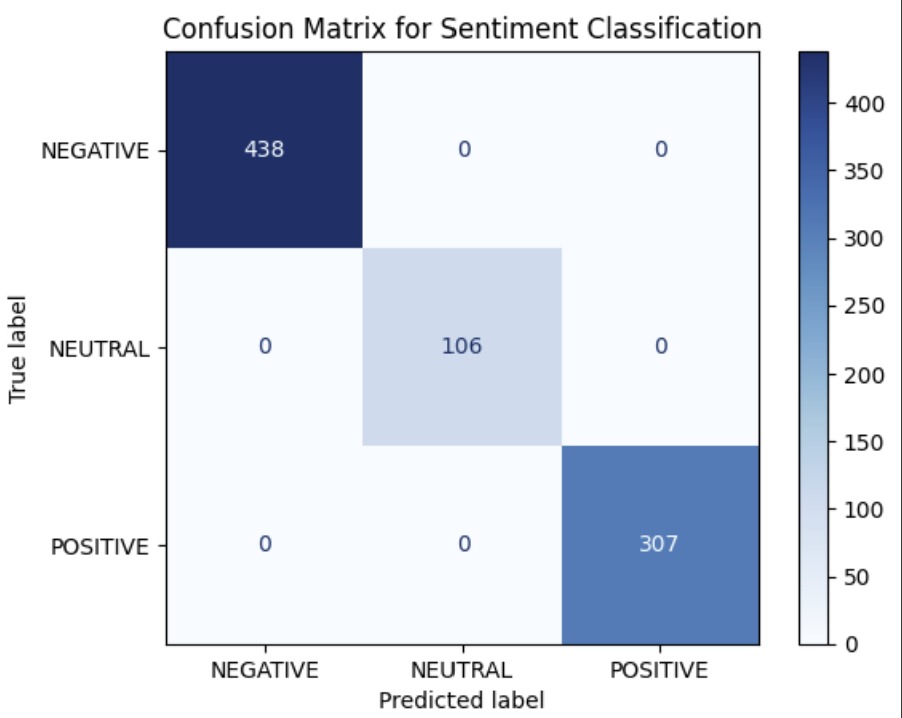 Confusion Matrix for Sentiment Classification
True label
NEGATIVE
438 0 0
NEUTRAL
0 106 0
POSITIVE
0 0 307
NEGATIVE NEUTRAL POSITIVE
Predicted label
400
350
300
250
200
150
100
50
0